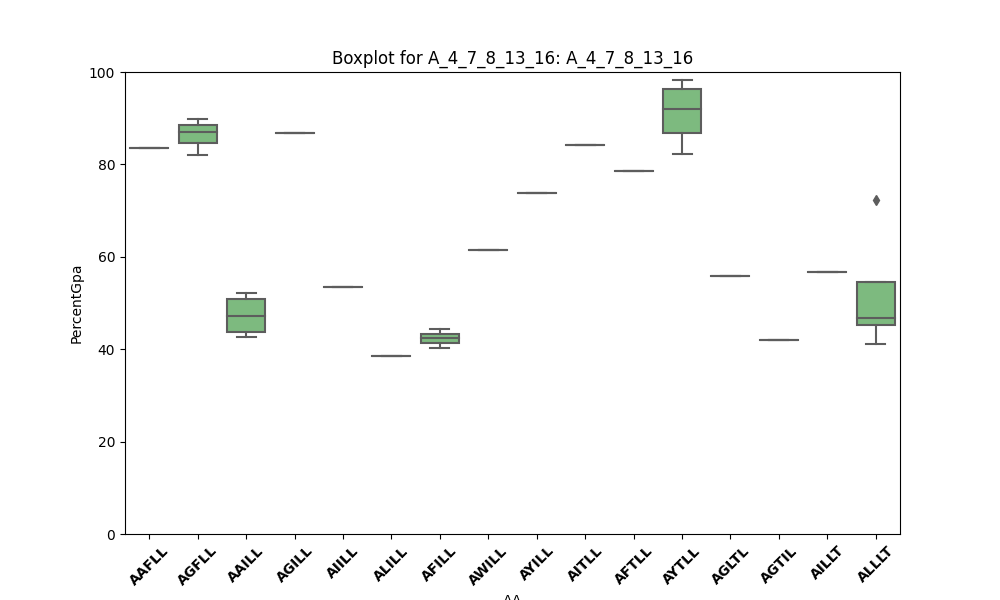 Boxplot for A_4_7_8_13_16: A_4_7_8_13_16
PercentGpa
100
80
60
40
20
0
AAFLL
AGFLL
AAILL
AGILL
AIILL
ALILL
AFILL
AWILL
AYILL
AITLL
AFTLL
AYTLL
AGLTL
AGTIL
AILLT
ALLLT
AA